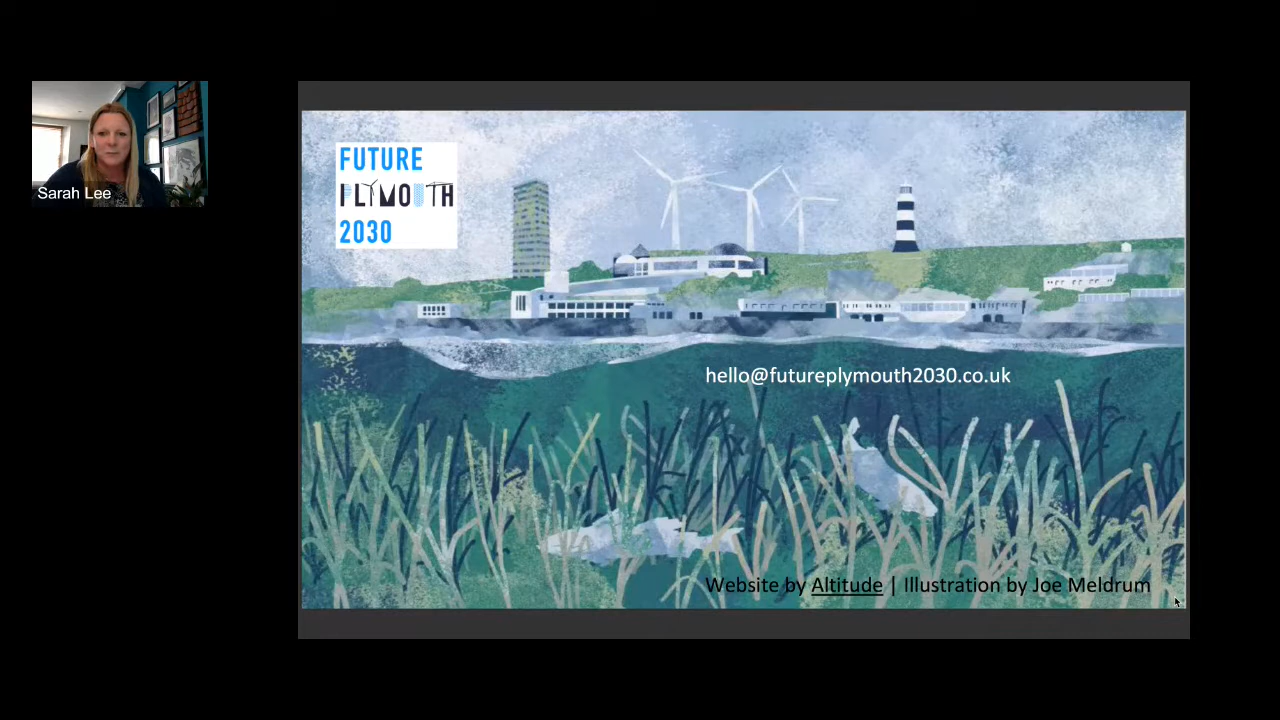 Sarah Lee
FUTURE
PLYMOUTH
2030
hello@futureplymouth2030.co.uk
Website by Altitude | Illustration by Joe Meldrum